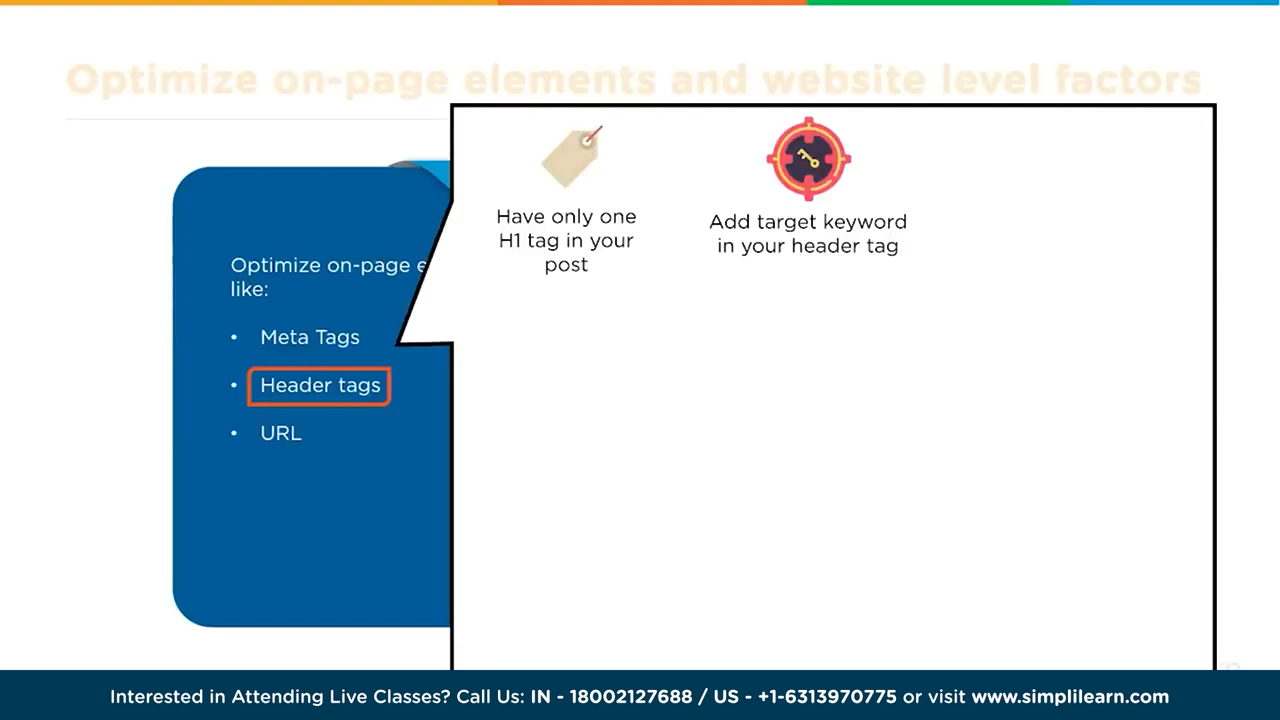 Optimize on-page elements and website level factors
Optimize on-page e
like:
• Meta Tags
• Header tags
• URL
Have only one
H1 tag in your
post
Add target keyword
in your header tag
Interested in Attending Live Classes? Call Us: IN - 18002127688 / US - +1-6313970775 or visit www.simplilearn.com